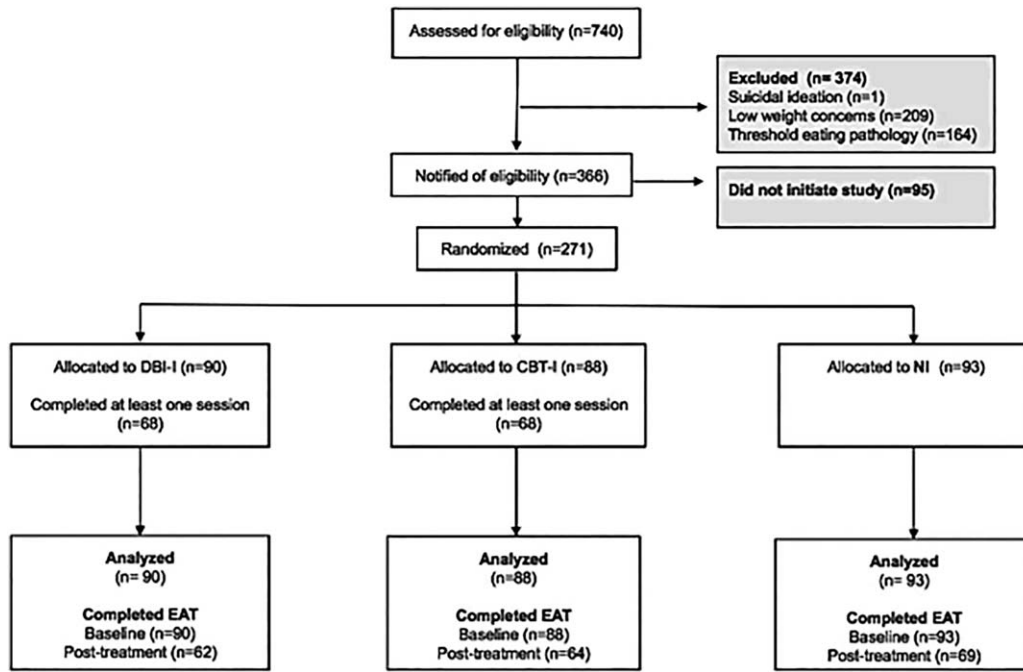 Assessed for eligibility (n=740)
Excluded (n= 374)
Suicidal ideation (n=1)
Low weight concerns (n=209)
Threshold eating pathology (n=164)
Notified of eligibility (n=366)
Did not initiate study (n=95)
Randomized (n=271)
Allocated to DBI-I (n=90)
Completed at least one session
(n=68)
Allocated to CBT-I (n=88)
Completed at least one session
(n=68)
Allocated to NI (n=93)
Analyzed
(n= 90)
Completed EAT
Baseline (n=90)
Post-treatment (n=62)
Analyzed
(n=88)
Completed EAT
Baseline (n=88)
Post-treatment (n=64)
Analyzed
(n= 93)
Completed EAT
Baseline (n=93)
Post-treatment (n=69)